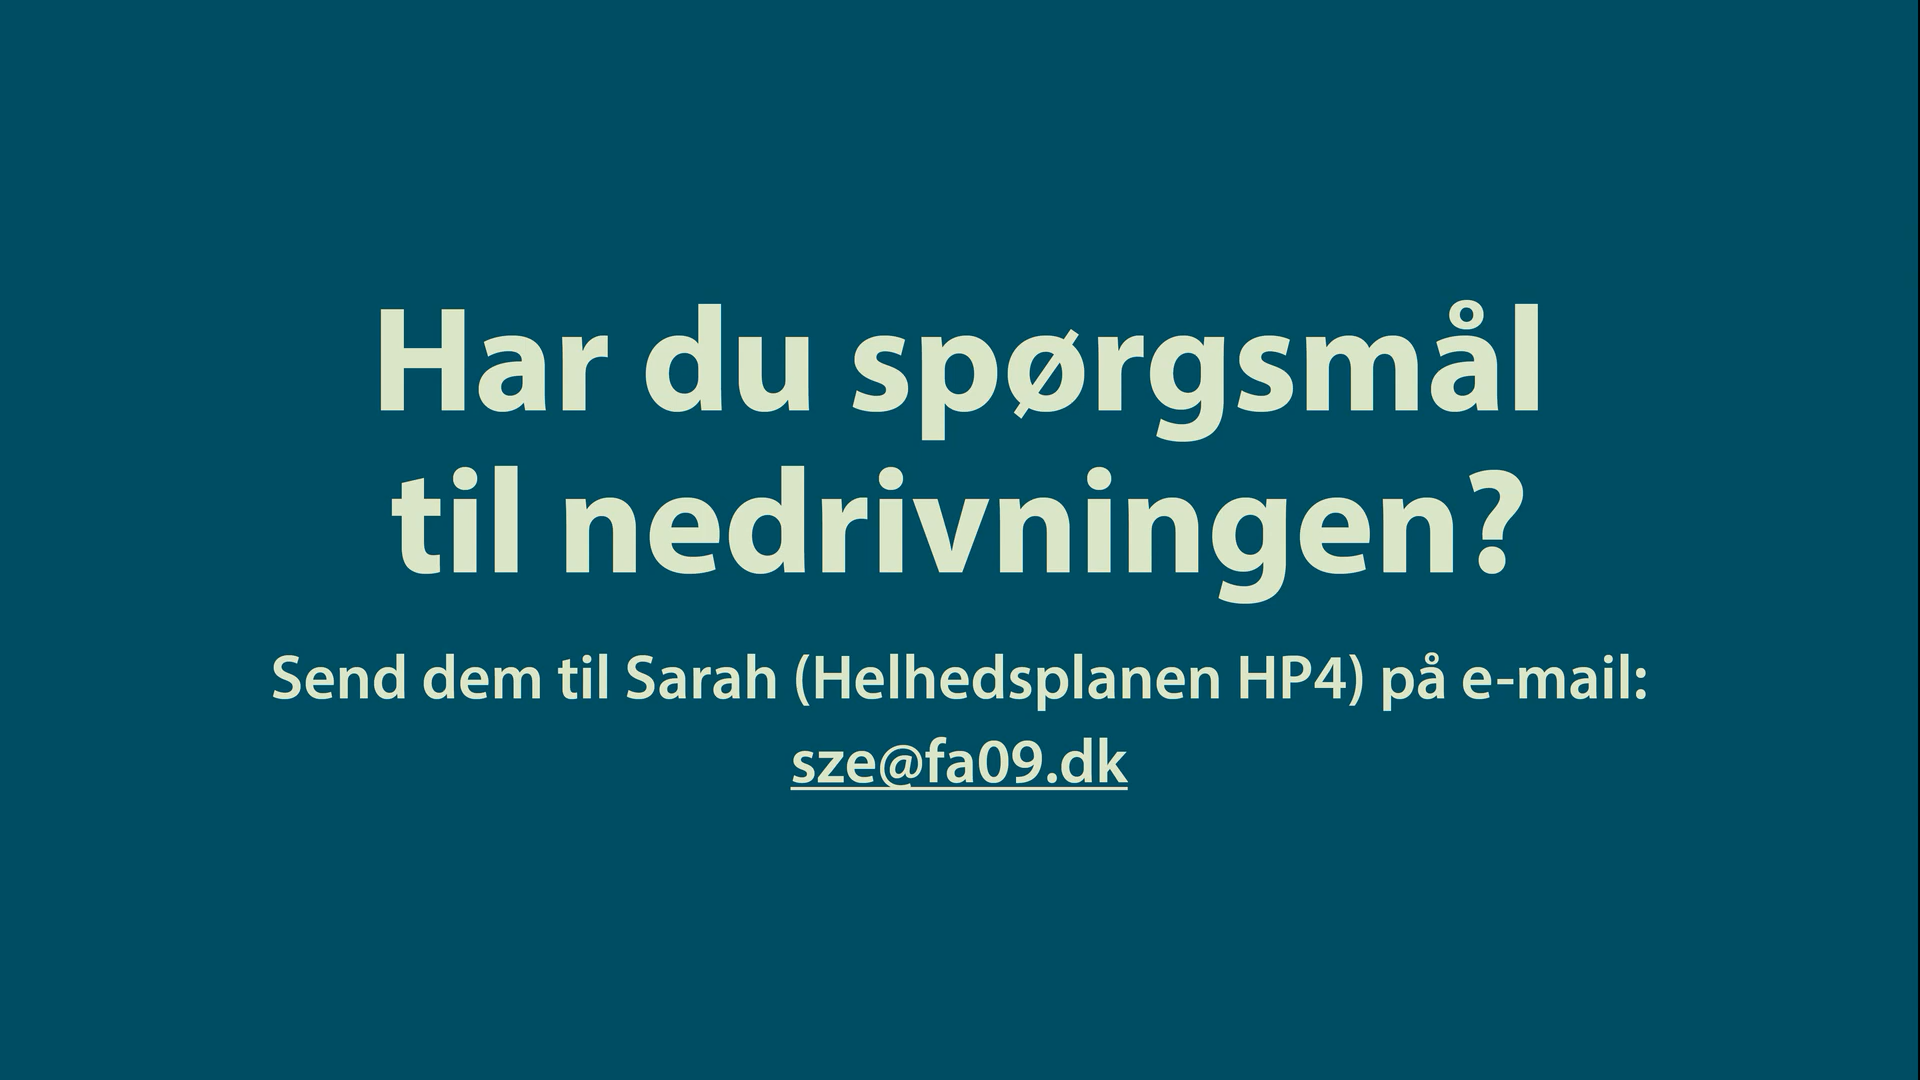 Har du spørgsmål
til nedrivningen?
Send dem til Sarah (Helhedsplanen HP4) på e-mail:
sze@fa09.dk